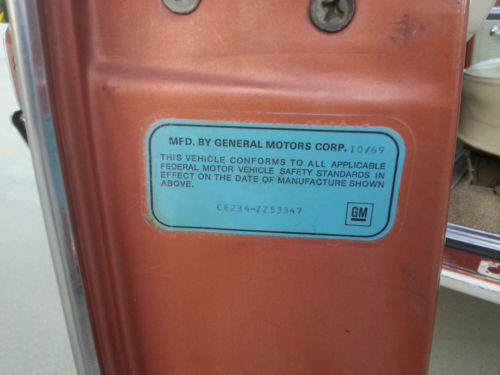 MFD. BY GENERAL MOTORS CORP. 10/69
THIS VEHICLE CONFORMS TO ALL APPLICABLE
FEDERAL MOTOR VEHICLE SAFETY STANDARDS IN
EFFECT ON THE DATE OF MANUFACTURE SHOWN
ABOVE.
CE234-ZZ53347
GM